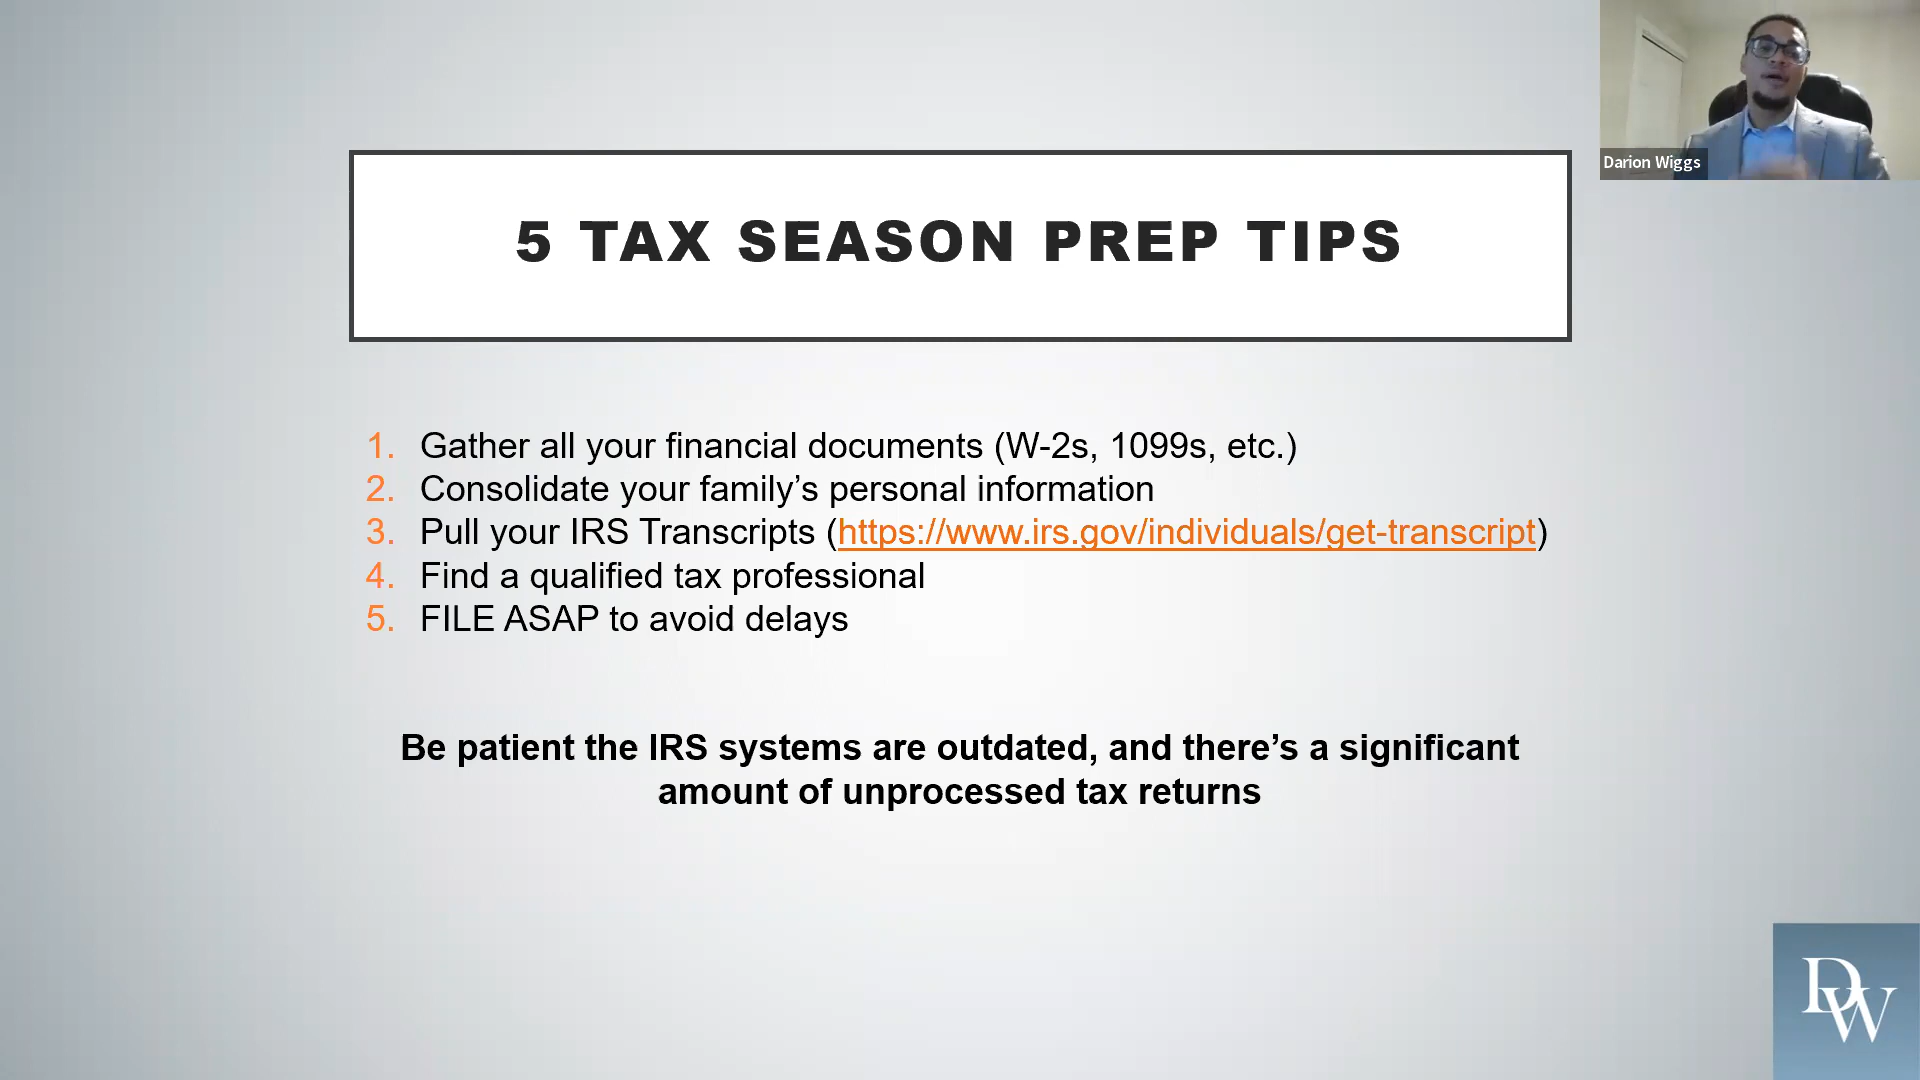 Darion Wiggs
5 TAX SEASON PREP TIPS
1. Gather all your financial documents (W-2s, 1099s, etc.)
2. Consolidate your family’s personal information
3. Pull your IRS Transcripts (https://www.irs.gov/individuals/get-transcript)
4. Find a qualified tax professional
5. FILE ASAP to avoid delays
Be patient the IRS systems are outdated, and there’s a significant
amount of unprocessed tax returns
DW